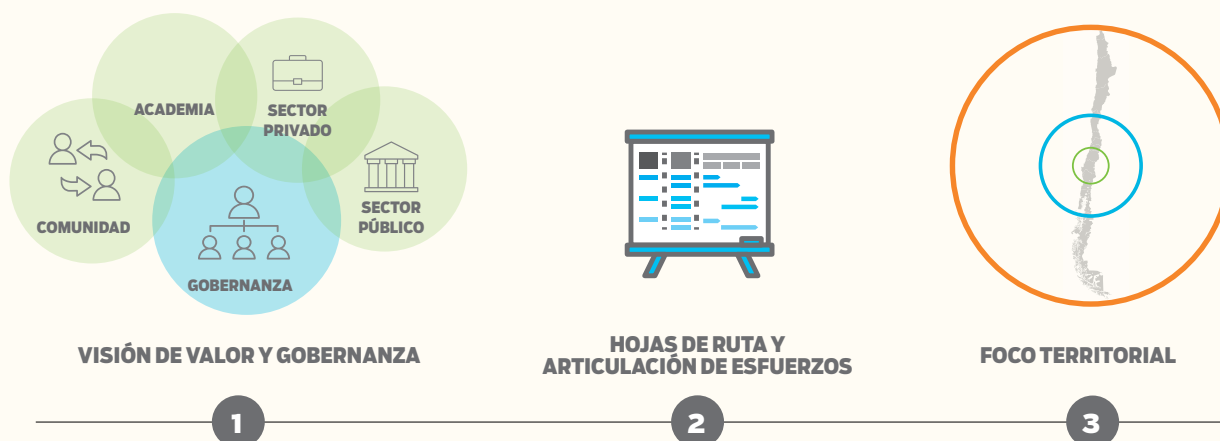 ACADEMIA
SECTOR
PRIVADO
COMUNIDAD
SECTOR
PÚBLICO
GOBERNANZA
VISIÓN DE VALOR Y GOBERNANZA
HOJAS DE RUTA Y
ARTICULACIÓN DE ESFUERZOS
FOCO TERRITORIAL
1
2
3